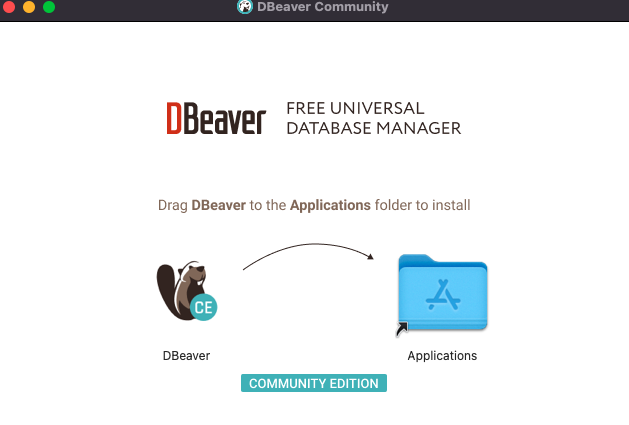 DBeaver Community
DBeaver
FREE UNIVERSAL
DATABASE MANAGER
Drag DBeaver to the Applications folder to install
CE
DBeaver
Applications
COMMUNITY EDITION